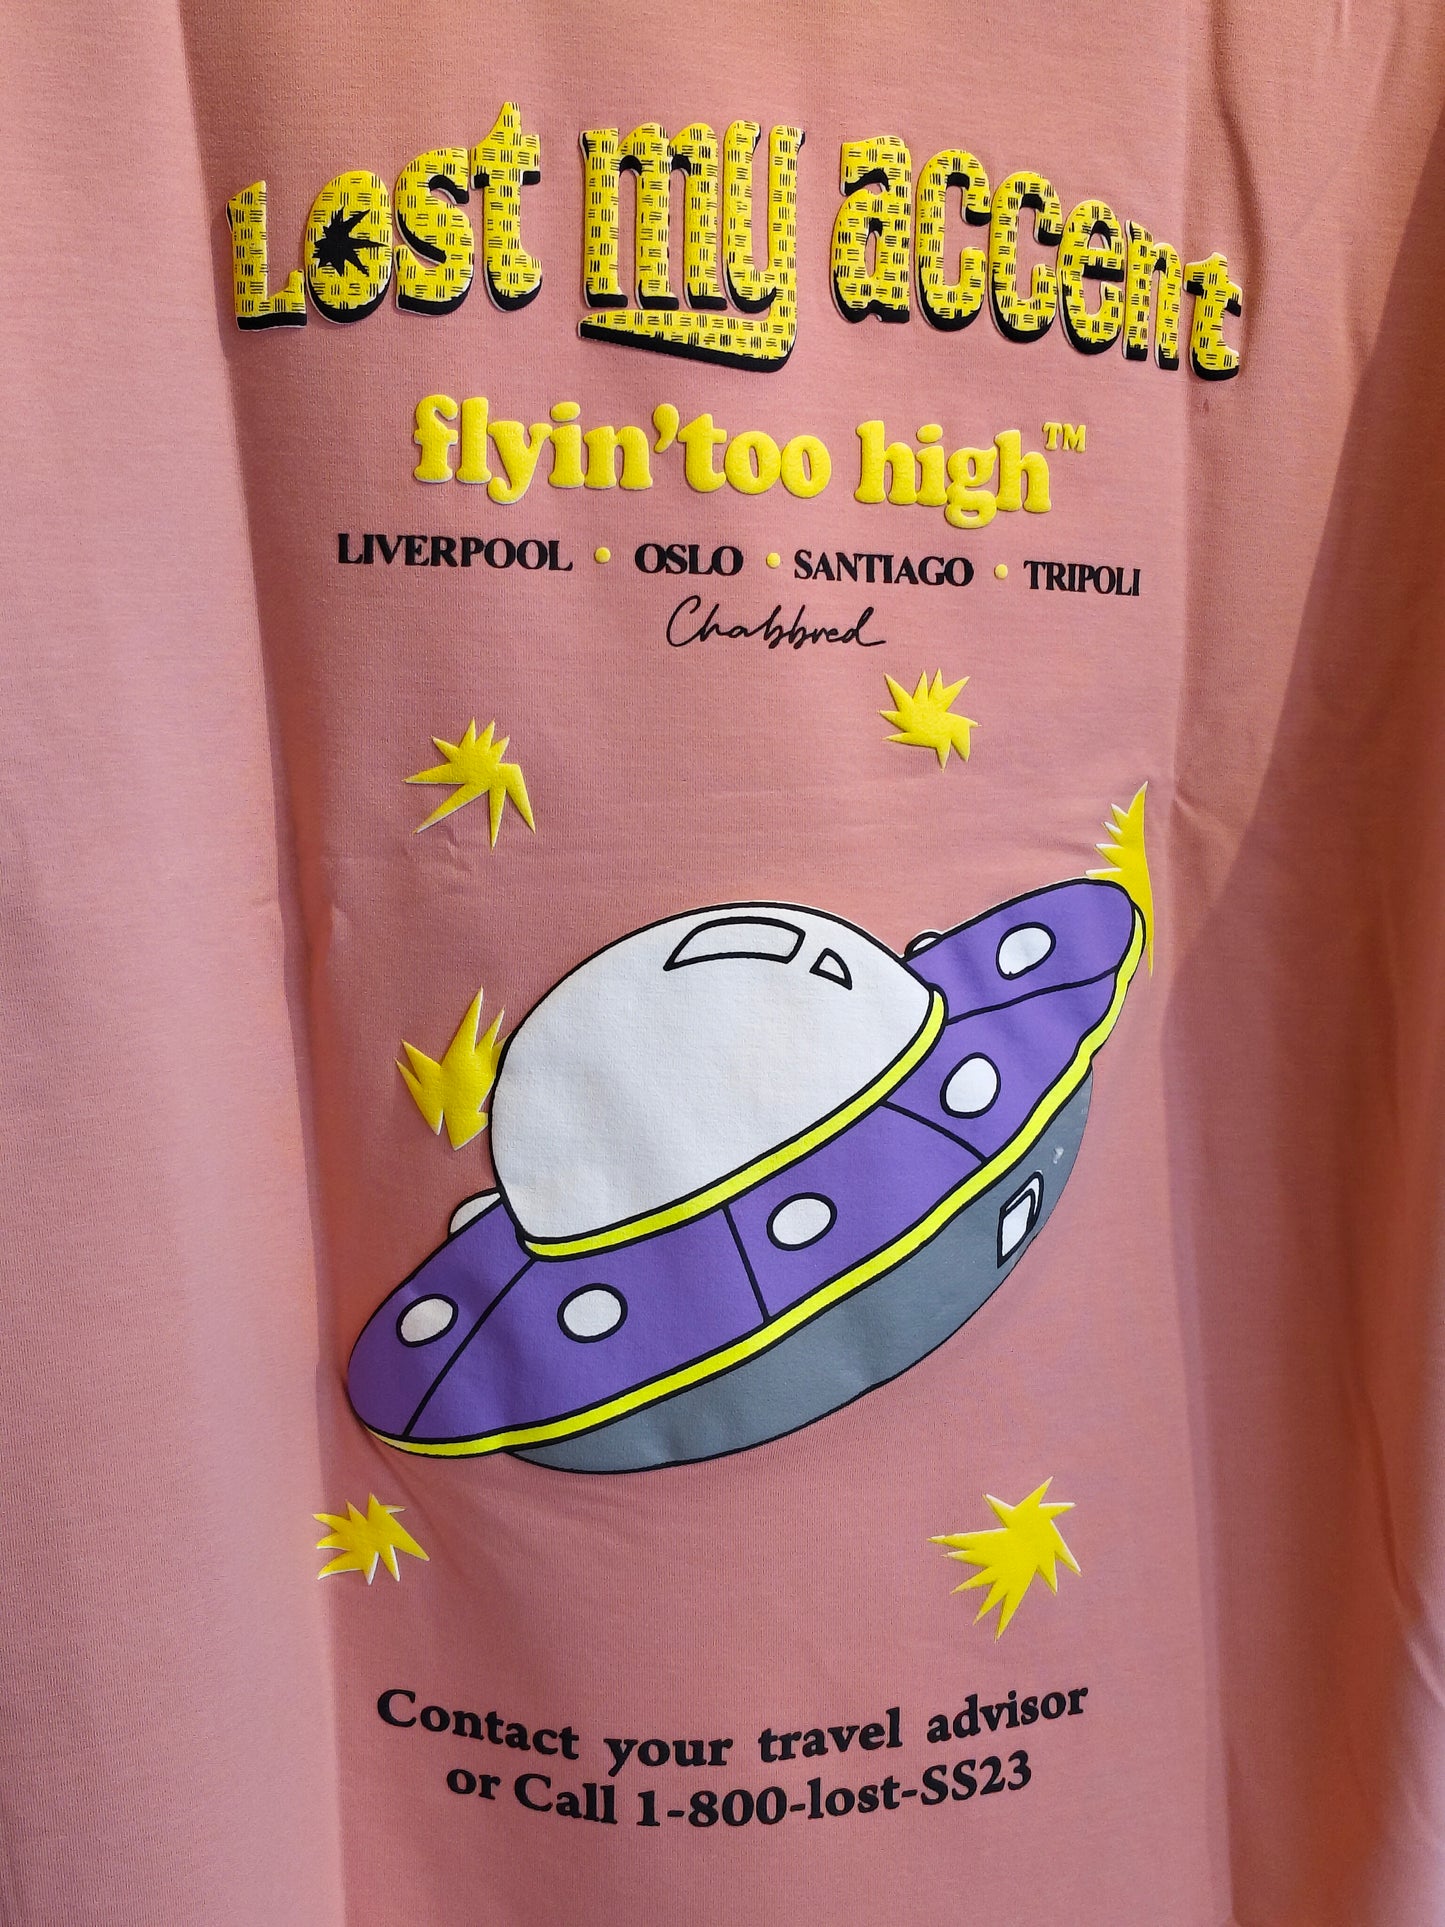 Lost my accent
flyin'too high™
LIVERPOOL • OSLO • SANTIAGO • TRIPOLI
Chabbred
Contact your travel advisor
or Call 1-800-lost-SS23